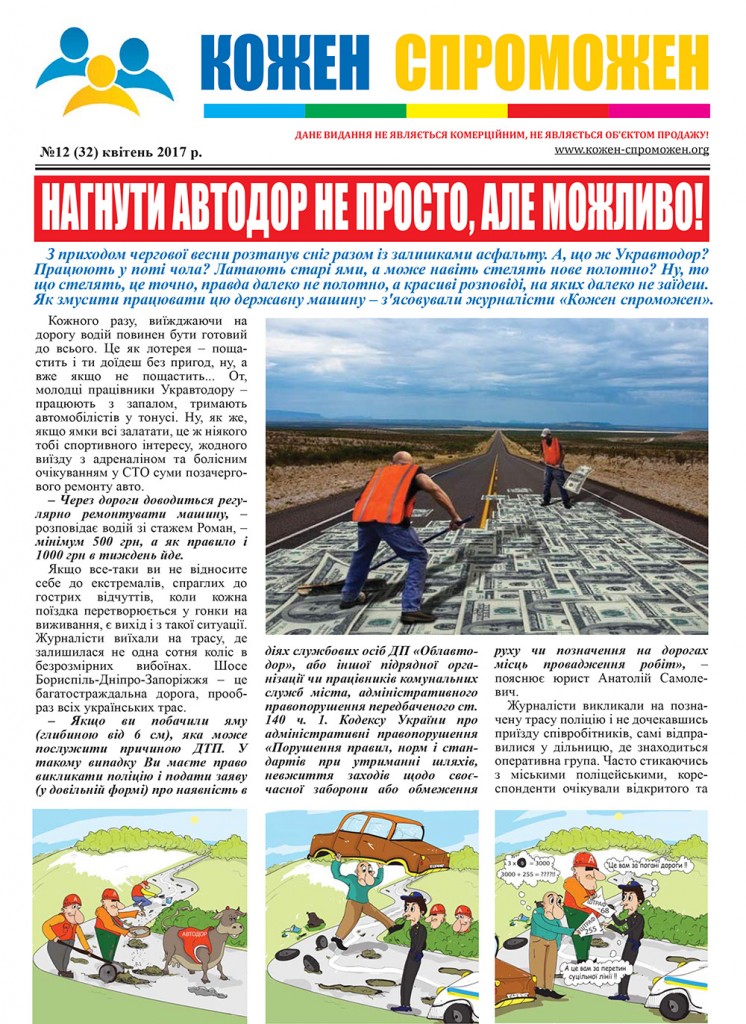 КОЖЕН СПРОМОЖЕН
ДАНЕ ВИДАННЯ НЕ ЯВЛЯЄТЬСЯ КОМЕРЦІЙНИМ, НЕ ЯВЛЯЄТЬСЯ ОБ'ЄКТОМ ПРОДАЖУ!
№12 (32) квітень 2017 р.
www.кожен-спроможен.org
НАГНУТИ АВТОДОР НЕ ПРОСТО, АЛЕ МОЖЛИВО!
З приходом чергової весни розтанув сніг разом із залишками асфальту. А, що ж Укравтодор?
Працюють у поті чола? Латають старі ями, а може навіть стелять нове полотно? Ну, то
що стелять, це точно, правда далеко не полотно, а красиві розповіді, на яких далеко не заїдеш.
Як змусити працювати цю державну машину – з'ясовували журналісти «Кожен спроможен».
Кожного разу, виїжджаючи на
дорогу водій повинен бути готовий
до всього. Це як лотерея – поща-
стить і ти доїдеш без пригод, ну, а
вже якщо не пощастить... От,
молодці працівники Укравтодору –
працюють з запалом, тримають
автомобілістів у тонусі. Ну, як же,
якщо ямки всі залатати, це ж ніякого
тобі спортивного інтересу, жодного
виїзду з адреналіном та болісним
очікуванням у СТО суми позачерго-
вого ремонту авто.
– Через дороги доводиться регу-
лярно ремонтувати машину, –
розповідає водій зі стажем Роман, –
мінімум 500 грн, а як правило і
1000 грн в тиждень йде.
Якщо все-таки ви не відносите
себе до екстремалів, спраглих до
гострих відчуттів, коли кожна
поїздка перетворюється у гонки на
виживання, є вихід і з такої ситуації.
Журналісти виїхали на трасу, де
залишилася не одна сотня коліс в
безрозмірних вибоїнах. Шосе
Бориспіль-Дніпро-Запоріжжя – це
багатостраждальна дорога, прооб-
раз всіх українських трас.
– Якщо ви побачили яму
(глибиною від 6 см), яка може
послужити причиною ДТП. У
такому випадку Ви маєте право
викликати поліцію і подати заяву
(у довільній формі) про наявність в
діях службових осіб ДП «Облавто-
дор», або іншої підрядної орга-
нізації чи працівників комунальних
служб міста, адміністративного
правопорушення передбаченого ст.
140 ч. 1. Кодексу України про
адміністративні правопорушення
«Порушення правил, норм і стан-
дартів при утриманні шляхів,
невжиття заходів щодо своє-
часної заборони або обмеження
руху чи позначення на дорогах
місць провадження робіт», –
пояснює юрист Анатолій Самоле-
вич.
Журналісти викликали на позна-
чену трасу поліцію і не дочекавшись
приїзду співробітників, самі відпра-
вилися у дільницю, де знаходиться
оперативна група. Часто стикаючись
з міськими поліцейськими, коре-
спонденти очікували відкритого та
А
АВТОДОР
x 3 = 3000
3000 + 255 = ????!!
Це вам за погані дороги !!
ШТРАФ
255
А це вам за перетин
суцільної лінії !!